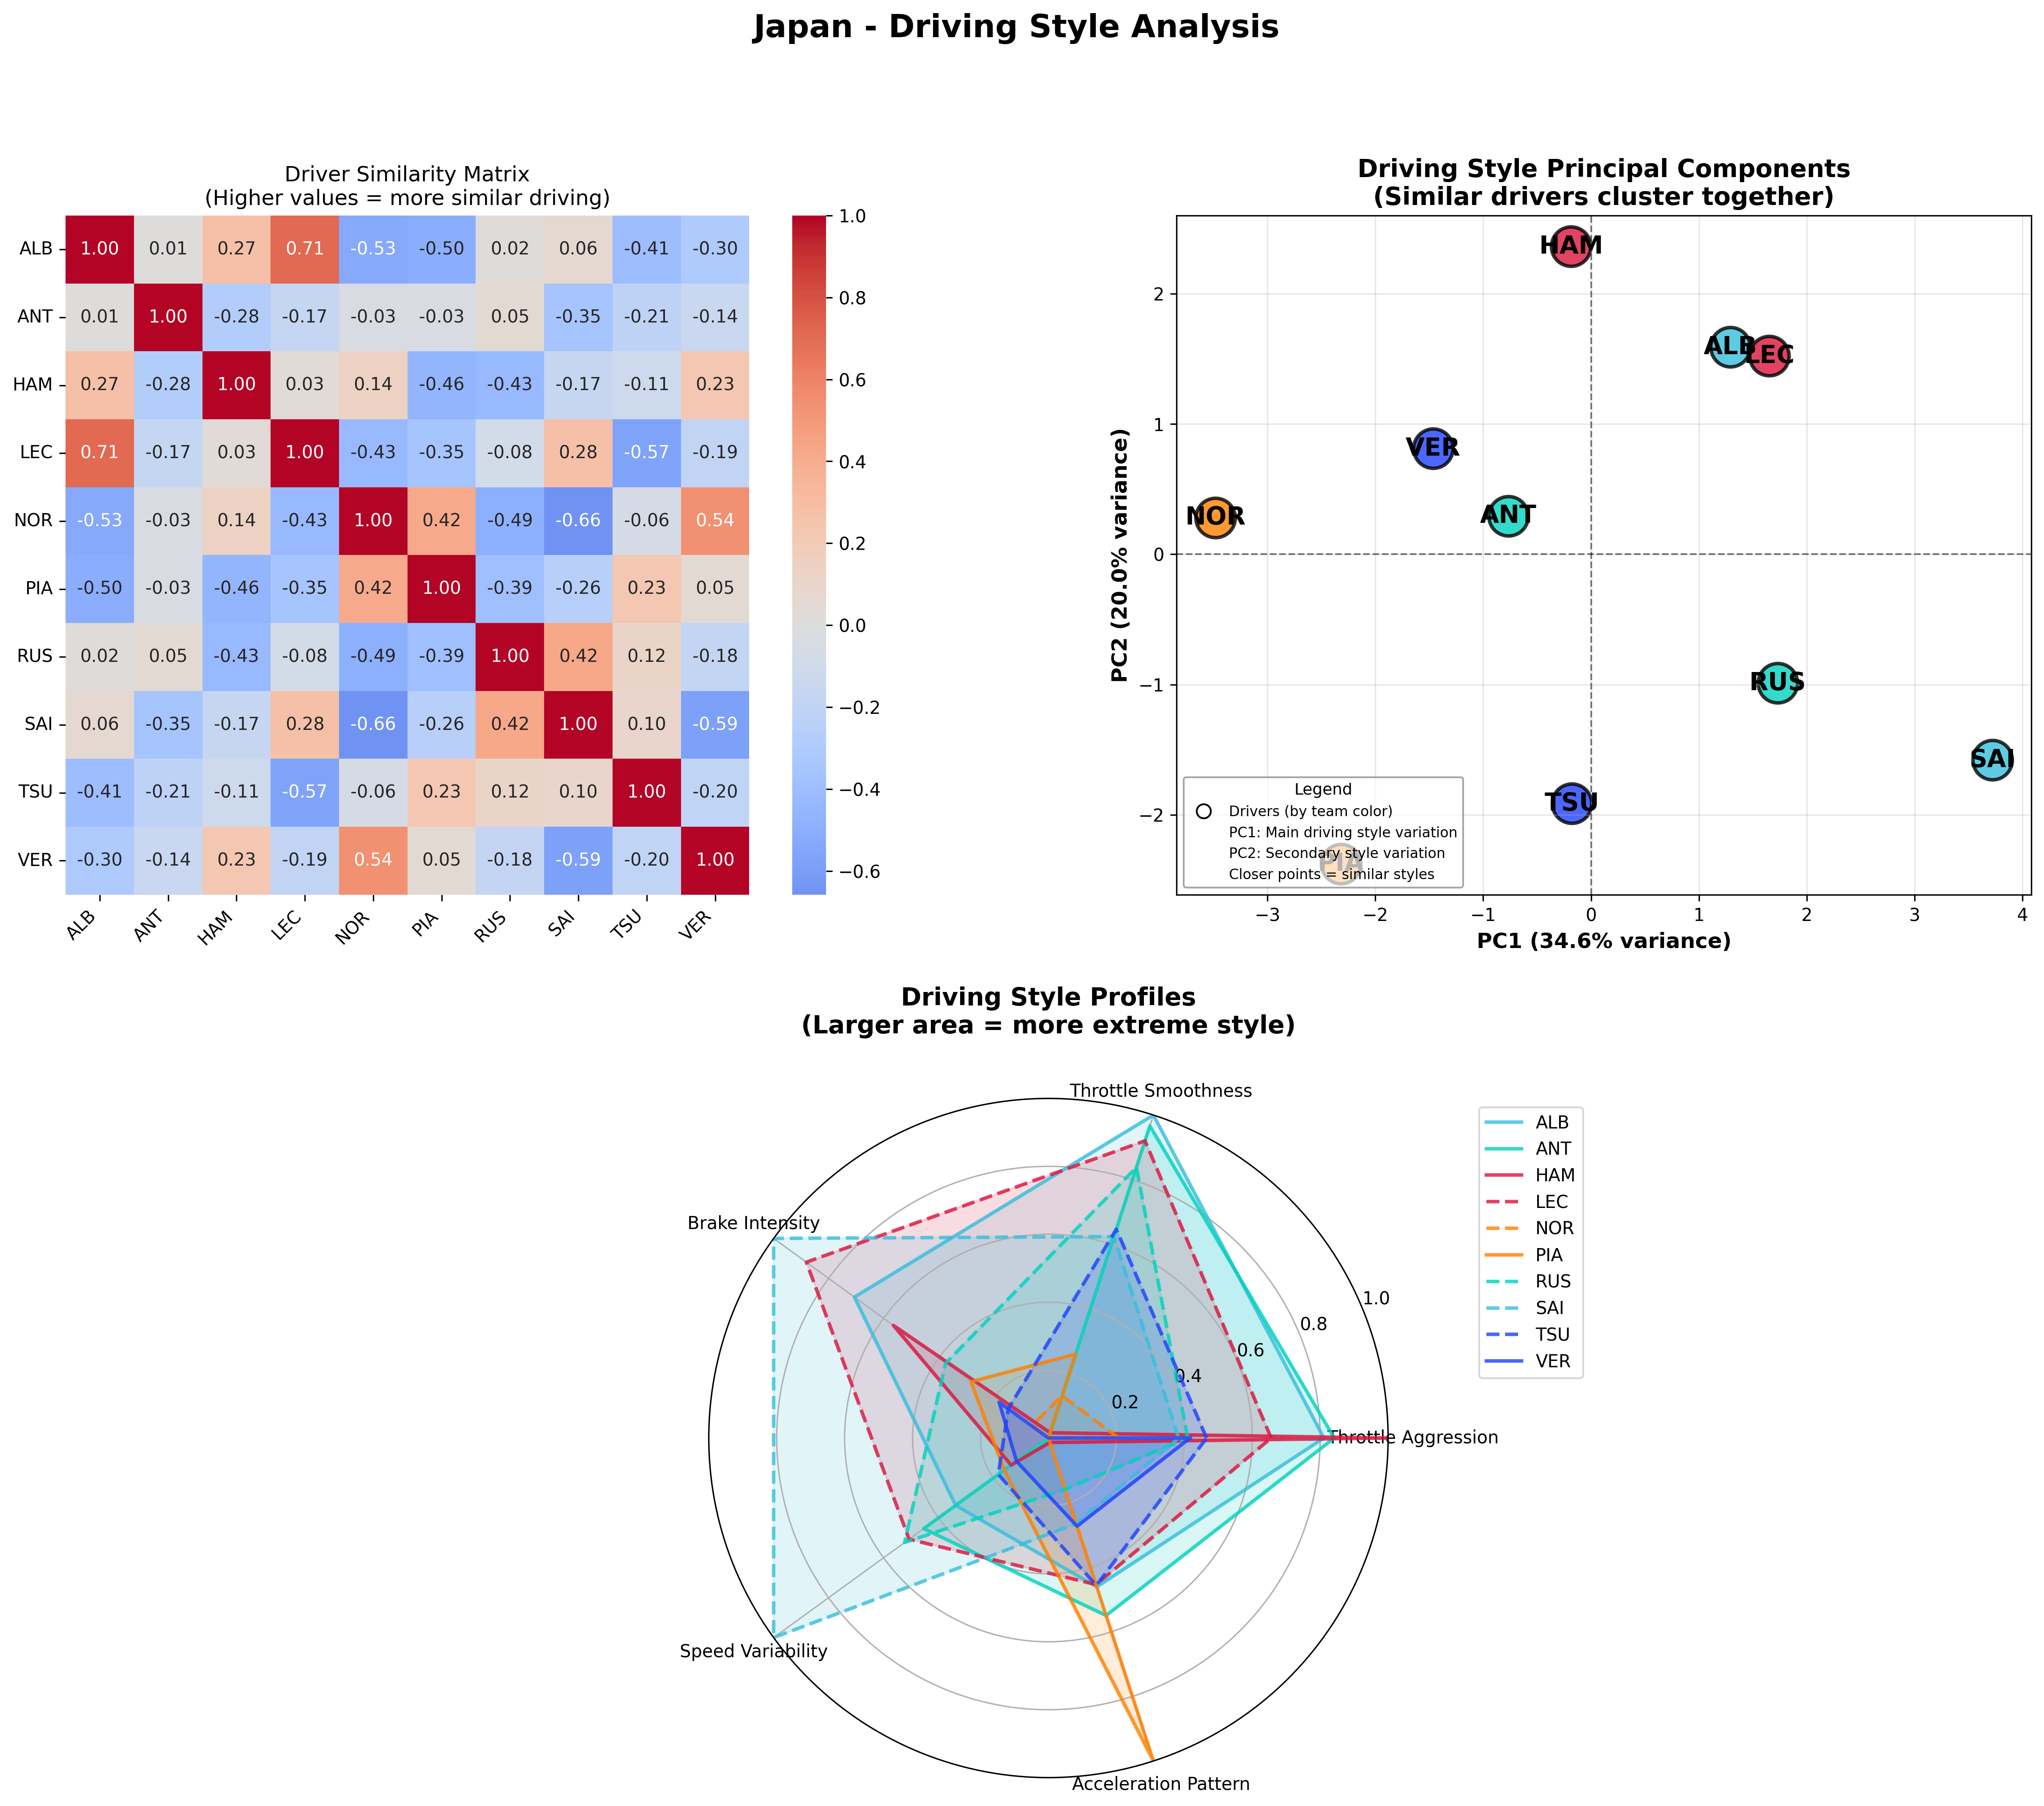 Japan - Driving Style Analysis
Driver Similarity Matrix
(Higher values = more similar driving)
ALB 1.00 0.01 0.27 0.71 -0.53 -0.50 0.02 0.06 -0.41 -0.30
ANT 0.01 1.00 -0.28 -0.17 -0.03 -0.03 0.05 -0.35 -0.21 -0.14
HAM 0.27 -0.28 1.00 0.03 0.14 -0.46 -0.43 -0.17 -0.11 0.23
LEC 0.71 -0.17 0.03 1.00 -0.43 -0.35 -0.08 0.28 -0.57 -0.19
NOR -0.53 -0.03 0.14 -0.43 1.00 0.42 -0.49 -0.66 -0.06 0.54
PIA -0.50 -0.03 -0.46 -0.35 0.42 1.00 -0.39 -0.26 0.23 0.05
RUS 0.02 0.05 -0.43 -0.08 -0.49 -0.39 1.00 0.42 0.12 -0.18
SAI 0.06 -0.35 -0.17 0.28 -0.66 -0.26 0.42 1.00 0.10 -0.59
TSU -0.41 -0.21 -0.11 -0.57 -0.06 0.23 0.12 0.10 1.00 -0.20
VER -0.30 -0.14 0.23 -0.19 0.54 0.05 -0.18 -0.59 -0.20 1.00
ALB ANT HAM LEC NOR PIA RUS SAI TSU VER
1.0
0.8
0.6
0.4
0.2
0.0
−0.2
−0.4
−0.6
Driving Style Principal Components
(Similar drivers cluster together)
PC2 (20.0% variance)
2
1
0
−1
−2
HAM
ALB
LEC
VER
NOR
ANT
RUS
SAI
TSU
PIA
Legend
Drivers (by team color)
PC1: Main driving style variation
PC2: Secondary style variation
Closer points = similar styles
−3 −2 −1 0 1 2 3 4
PC1 (34.6% variance)
Driving Style Profiles
(Larger area = more extreme style)
Throttle Smoothness
Brake Intensity
Throttle Aggression
Speed Variability
Acceleration Pattern
1.0
0.8
0.6
0.4
0.2
ALB
ANT
HAM
LEC
NOR
PIA
RUS
SAI
TSU
VER